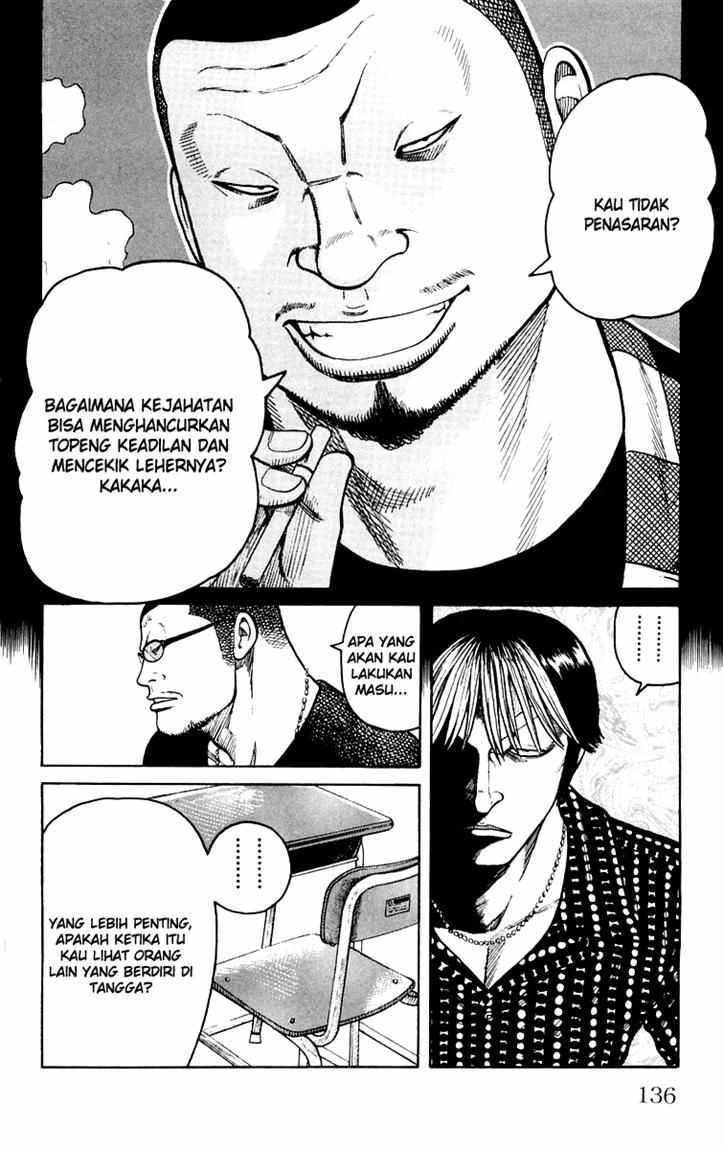 KAU TIDAK
PENASARAN?
BAGAIMANA KEJAHATAN
BISA MENGHANCURKAN
TOPENG KEADILAN DAN
MENCEKIK LEHERNYA?
KAKAKA...
APA YANG
AKAN KAU
LAKUKAN
MASU...
YANG LEBIH PENTING,
APAKAH KETIKA ITU
KAU LIHAT ORANG
LAIN YANG BERDIRI DI
TANGGA?
136